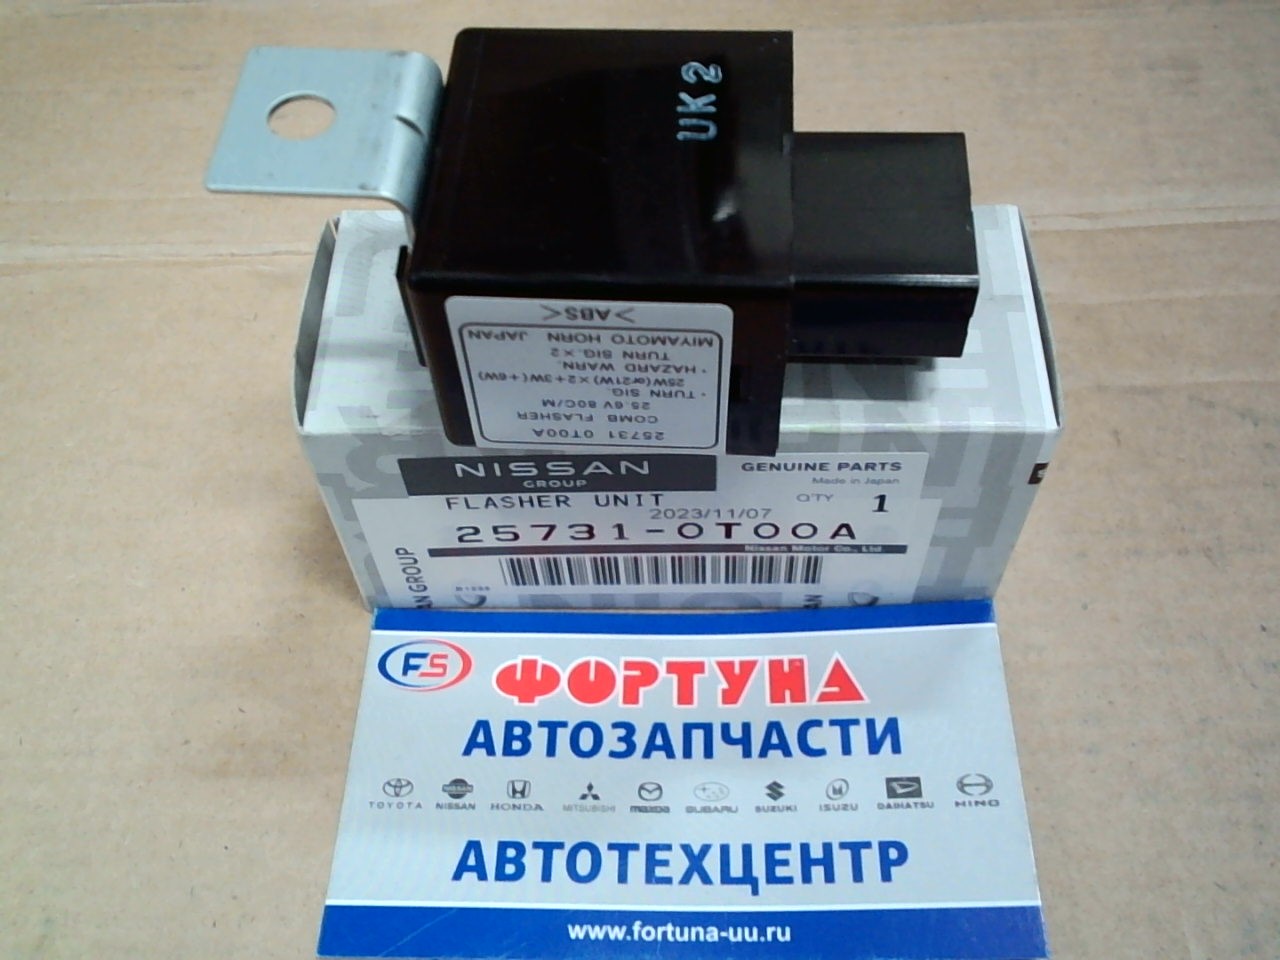 UK2
25731 0T00A
COMB FLASHER
25.6V 80C/M
・TURN SIG.
25W(or21W)×2+3W(+6W)
・HAZARD WARN.
TURN SIG.×2
MIYAMOTO HORN JAPAN
>ABS<
NISSAN
GROUP
GENUINE PARTS
Made in Japan
FLASHER UNIT
QTY 1
2023/11/07
25731-0T00A
Nissan Motor Co., Ltd
FS
ФОРТУНА
АВТОЗАПЧАСТИ
TOYOTA NISSAN HONDA MITSUBISHI mazda SUBARU SUZUKI ISUZU DAIHATSU HINO
АВТОТЕХЦЕНТР
www.fortuna-uu.ru